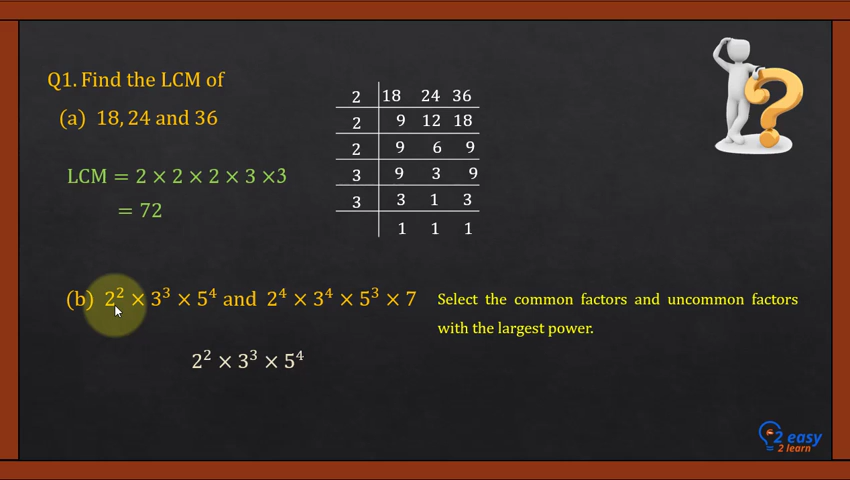 Q1. Find the LCM of
(a) 18, 24 and 36
LCM = 2 × 2 × 2 × 3 ×3
= 72
2 18 24 36
2 9 12 18
2 9 6 9
3 9 3 9
3 3 1 3
1 1 1
(b) 2² × 3³ × 5⁴ and 2⁴ × 3⁴ × 5³ × 7
Select the common factors and uncommon factors
with the largest power.
2² × 3³ × 5⁴
2 easy
2 learn